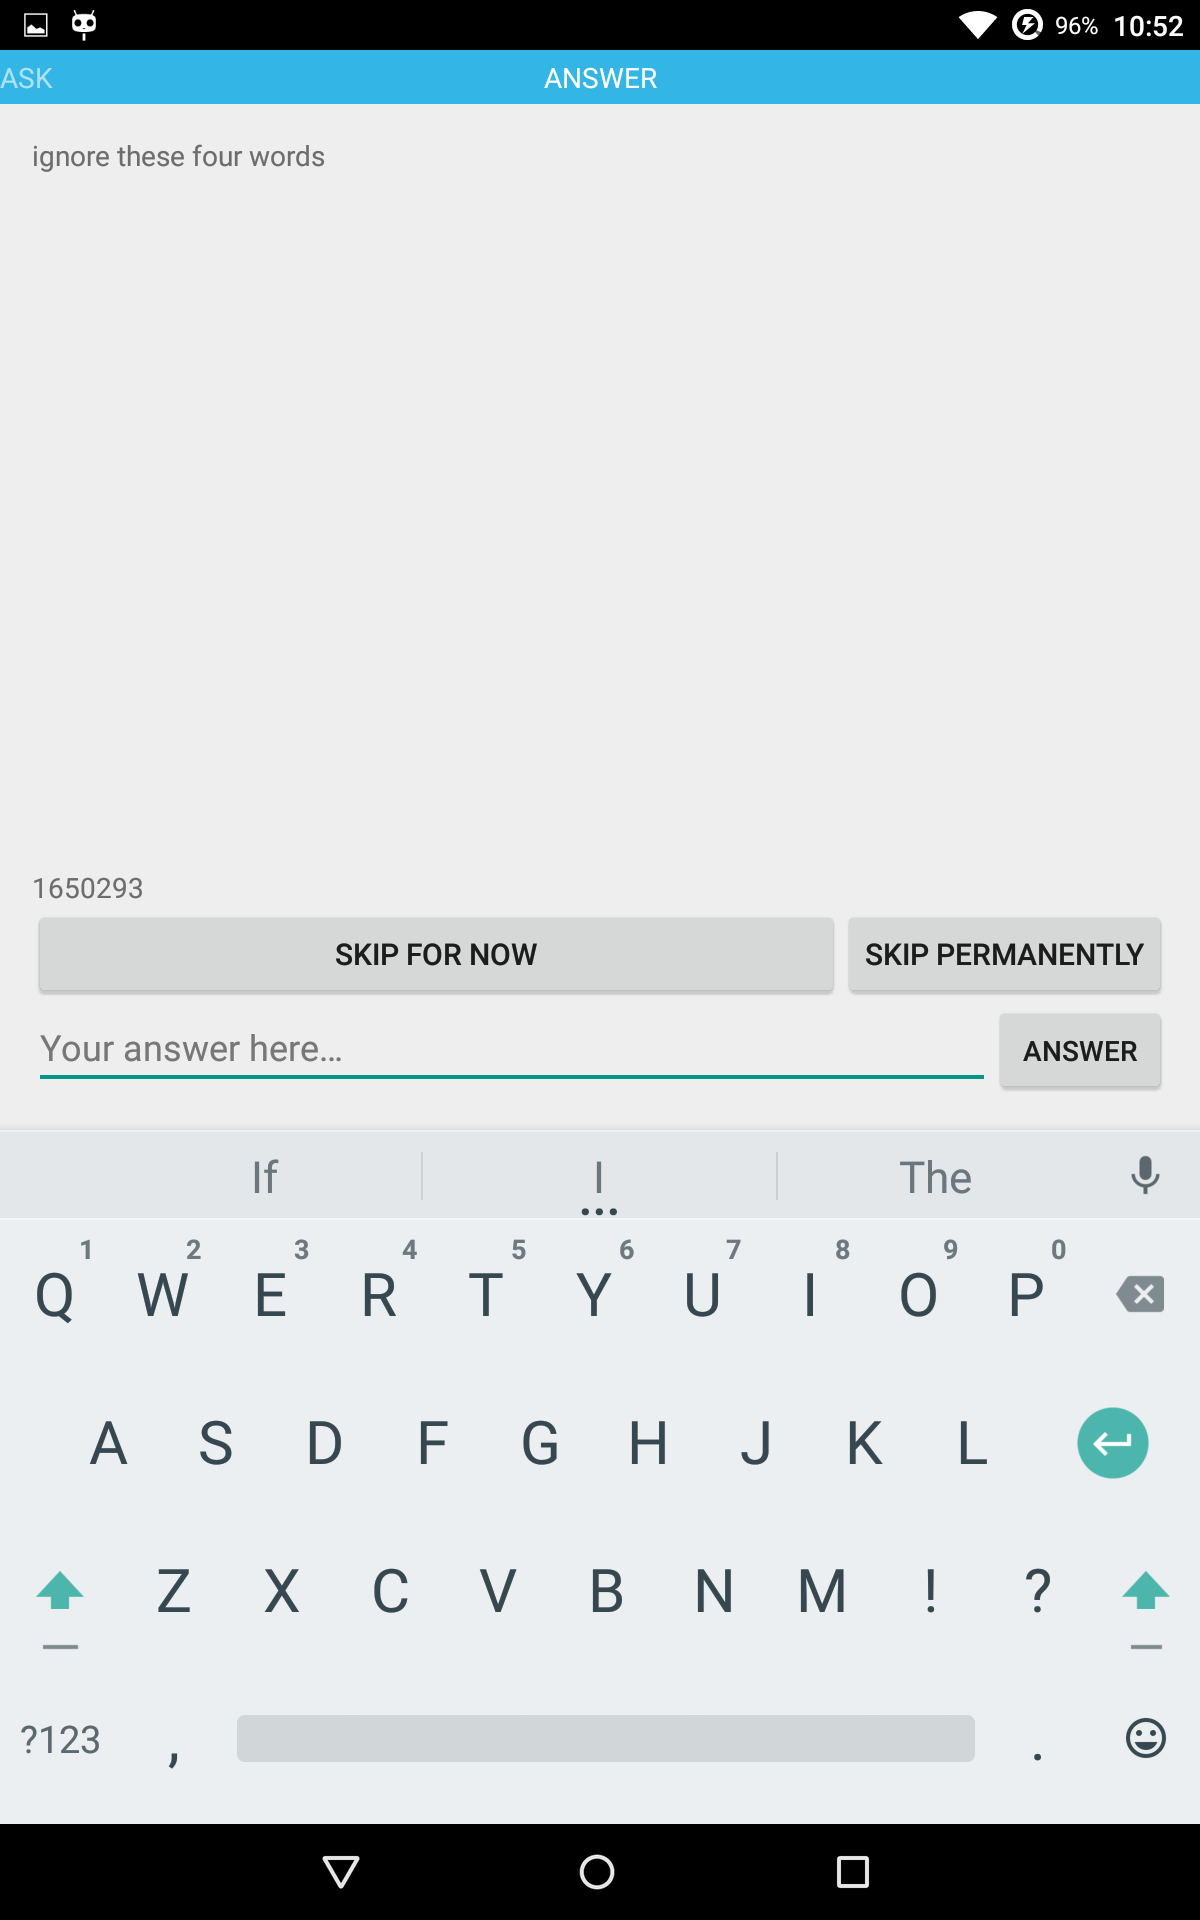 96% 10:52
ASK ANSWER
ignore these four words
1650293
SKIP FOR NOW SKIP PERMANENTLY
Your answer here...
ANSWER
If I The
1 2 3 4 5 6 7 8 9 0
Q W E R T Y U I O P
A S D F G H J K L
Z X C V B N M ! ?
?123 , .